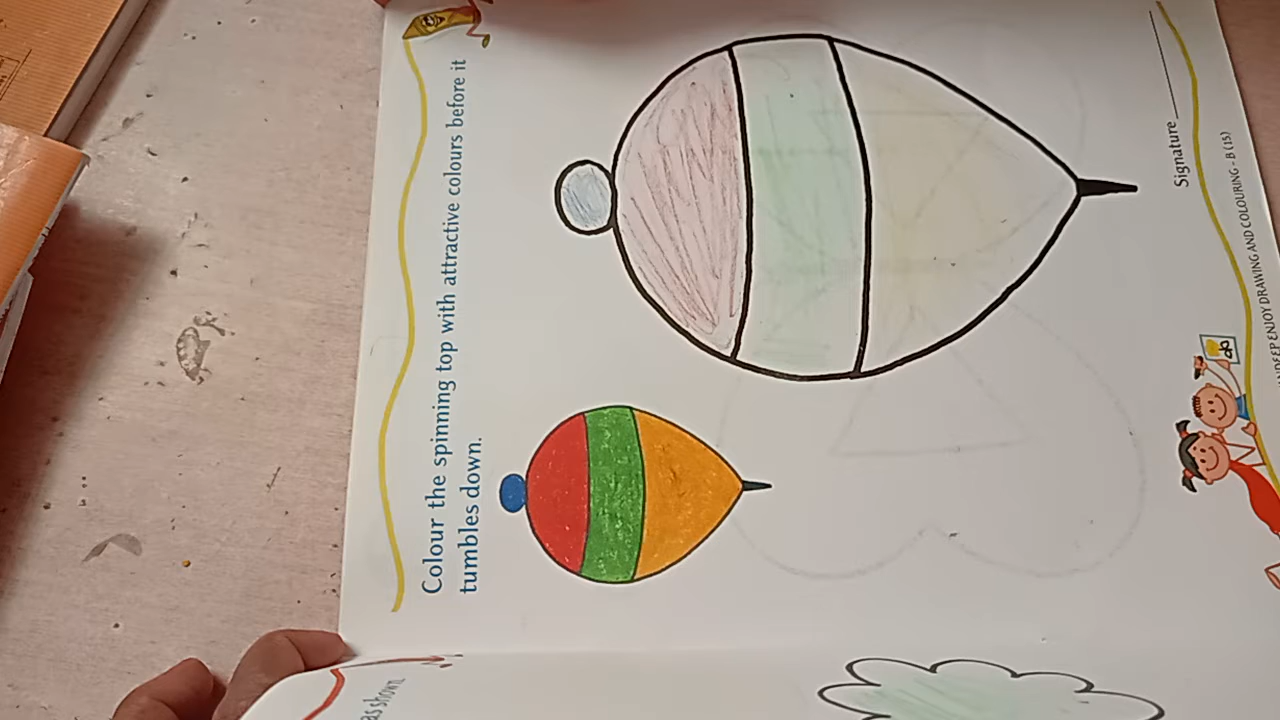 Colour the spinning top with attractive colours before it
tumbles down.
Signature
ENJOY DRAWING AND COLOURING - B (15)
as shown